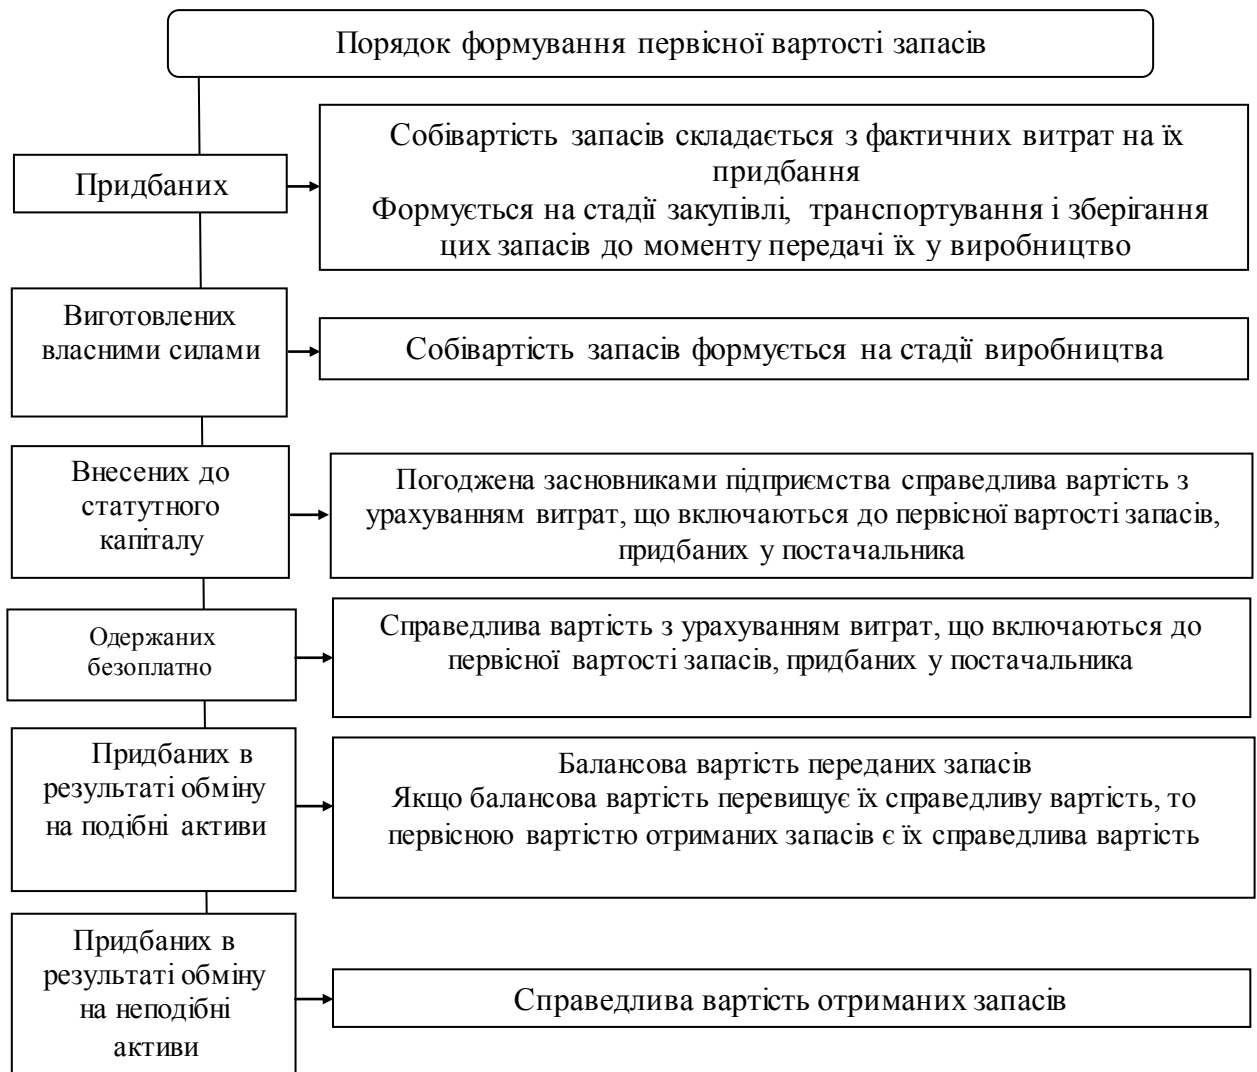 Порядок формування первісної вартості запасів
Придбаних
Собівартість запасів складається з фактичних витрат на їх
придбання
Формується на стадії закупівлі, транспортування і зберігання
цих запасів до моменту передачі їх у виробництво
Виготовлених
власними силами
Собівартість запасів формується на стадії виробництва
Внесених до
статутного
капіталу
Погоджена засновниками підприємства справедлива вартість з
урахуванням витрат, що включаються до первісної вартості запасів,
придбаних у постачальника
Одержаних
безоплатно
Справедлива вартість з урахуванням витрат, що включаються до
первісної вартості запасів, придбаних у постачальника
Придбаних в
результаті обміну
на подібні активи
Балансова вартість переданих запасів
Якщо балансова вартість перевищує їх справедливу вартість, то
первісною вартістю отриманих запасів є їх справедлива вартість
Придбаних в
результаті обміну
на неподібні
активи
Справедлива вартість отриманих запасів